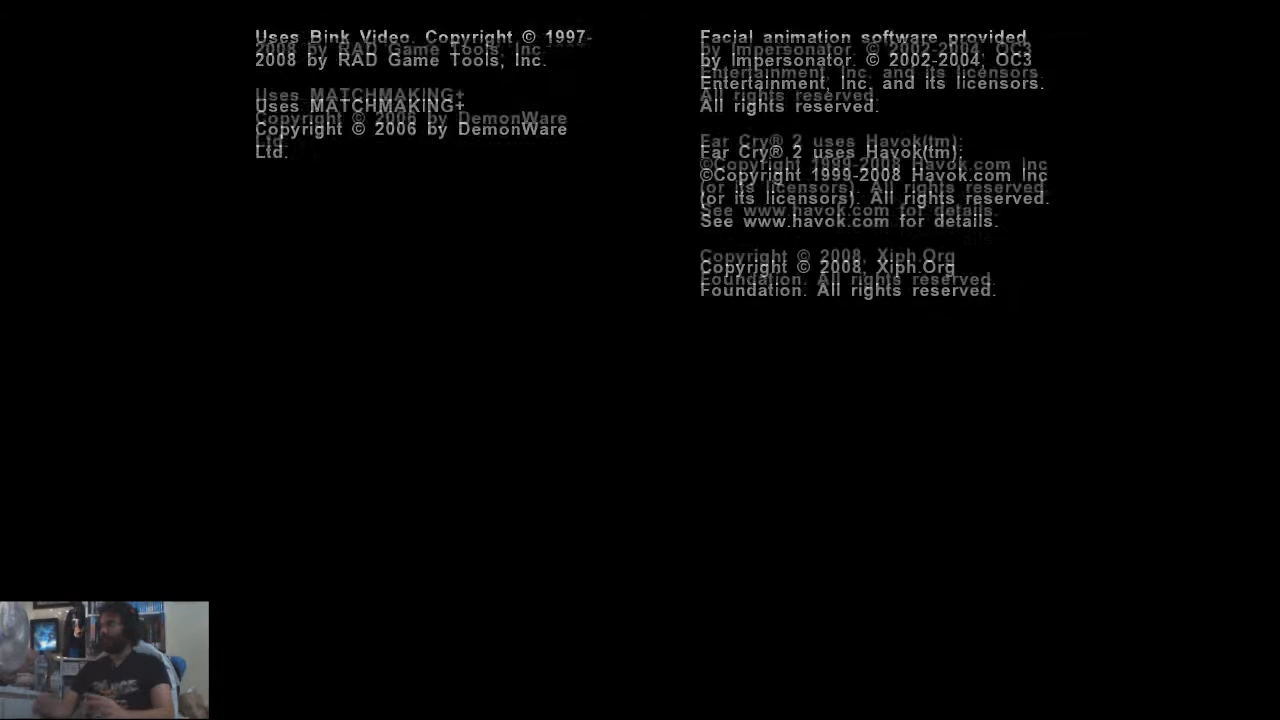 Uses Bink Video. Copyright © 1997-
2008 by RAD Game Tools, Inc.
Uses MATCHMAKING+
Copyright © 2006 by DemonWare
Ltd.
Facial animation software provided
by Impersonator. © 2002-2004, OC3
Entertainment, Inc. and its licensors.
All rights reserved.
Far Cry® 2 uses Havok(tm);
©Copyright 1999-2008 Havok.com Inc
(or its licensors). All rights reserved.
See www.havok.com for details.
Copyright © 2008, Xiph.Org
Foundation. All rights reserved.